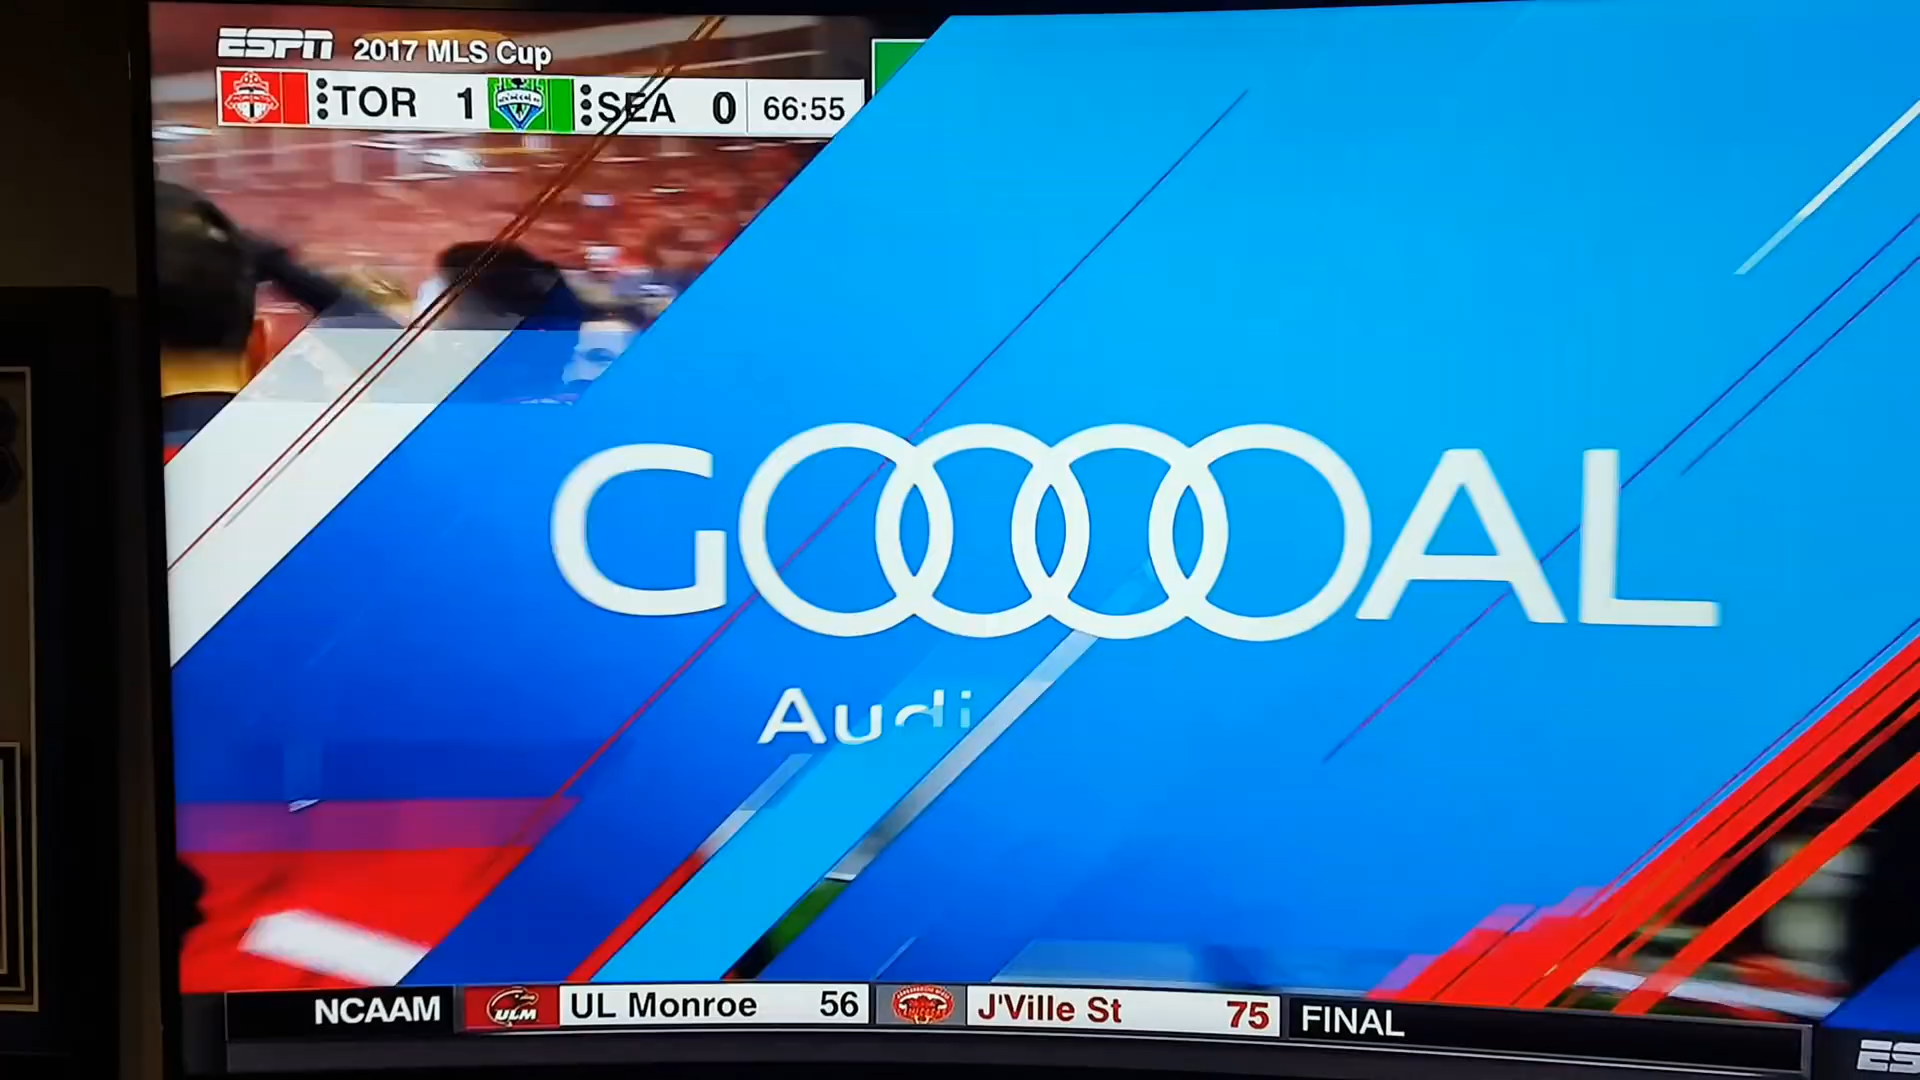 ESPN 2017 MLS Cup
TOR 1 SEA 0 66:55
GOOOOAL
Audi
NCAAM ULM UL Monroe 56 J'Ville St 75 FINAL